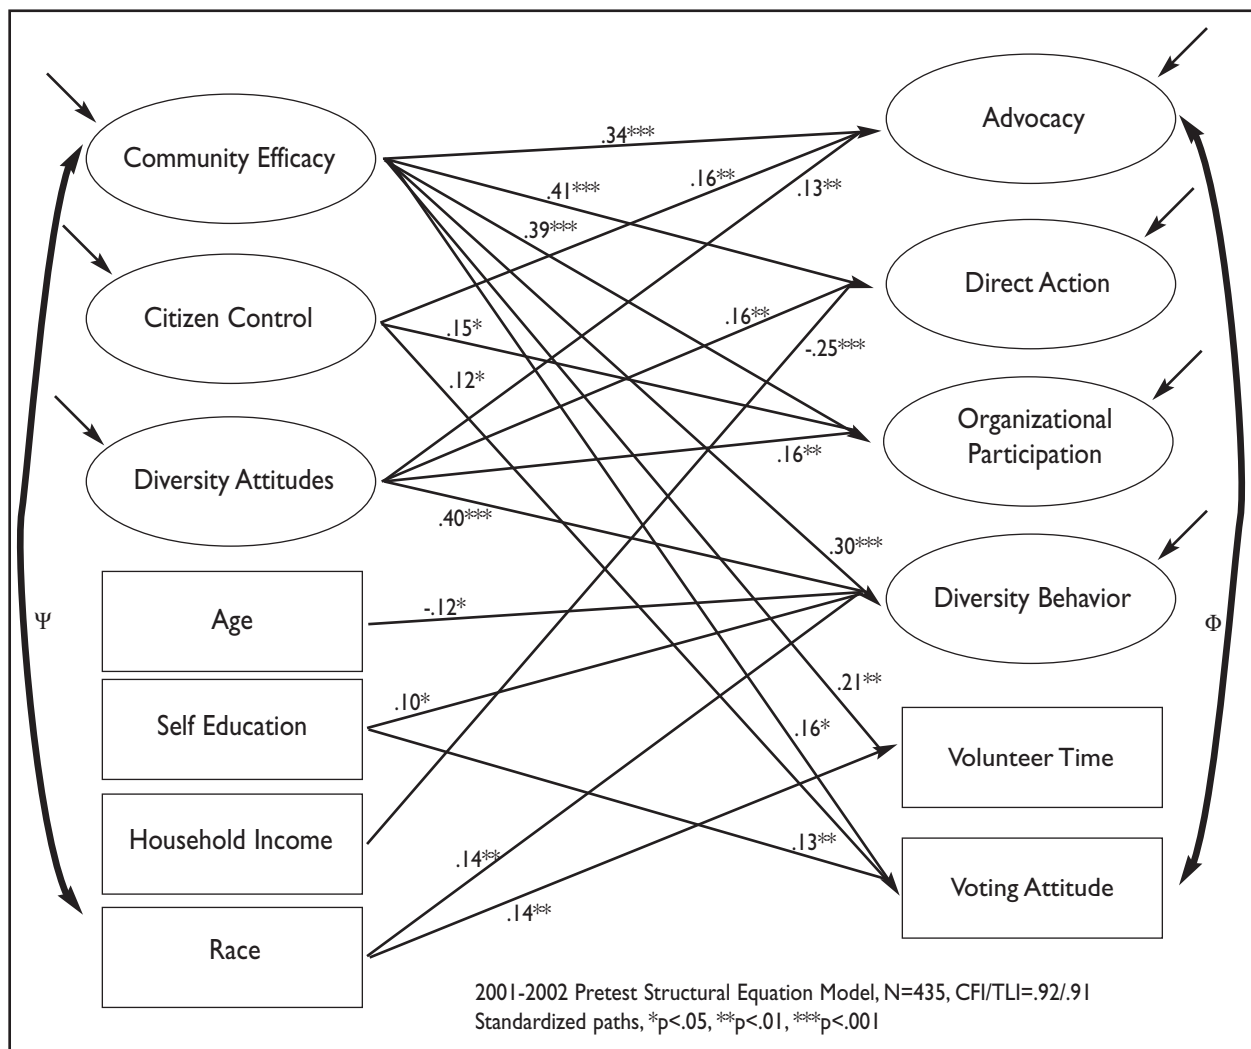 Community Efficacy
Advocacy
.34***
.16**
.13**
.41***
.39***
Citizen Control
Direct Action
.15*
.16**
-.25***
.12*
Organizational
Participation
Diversity Attitudes
.16**
.40***
.30***
Diversity Behavior
Age
-.12*
Ψ
Φ
Self Education
.10*
.21**
.16*
Volunteer Time
Household Income
.14**
.13**
Voting Attitude
.14**
Race
2001-2002 Pretest Structural Equation Model, N=435, CFI/TLI=.92/.91
Standardized paths, *p<.05, **p<.01, ***p<.001